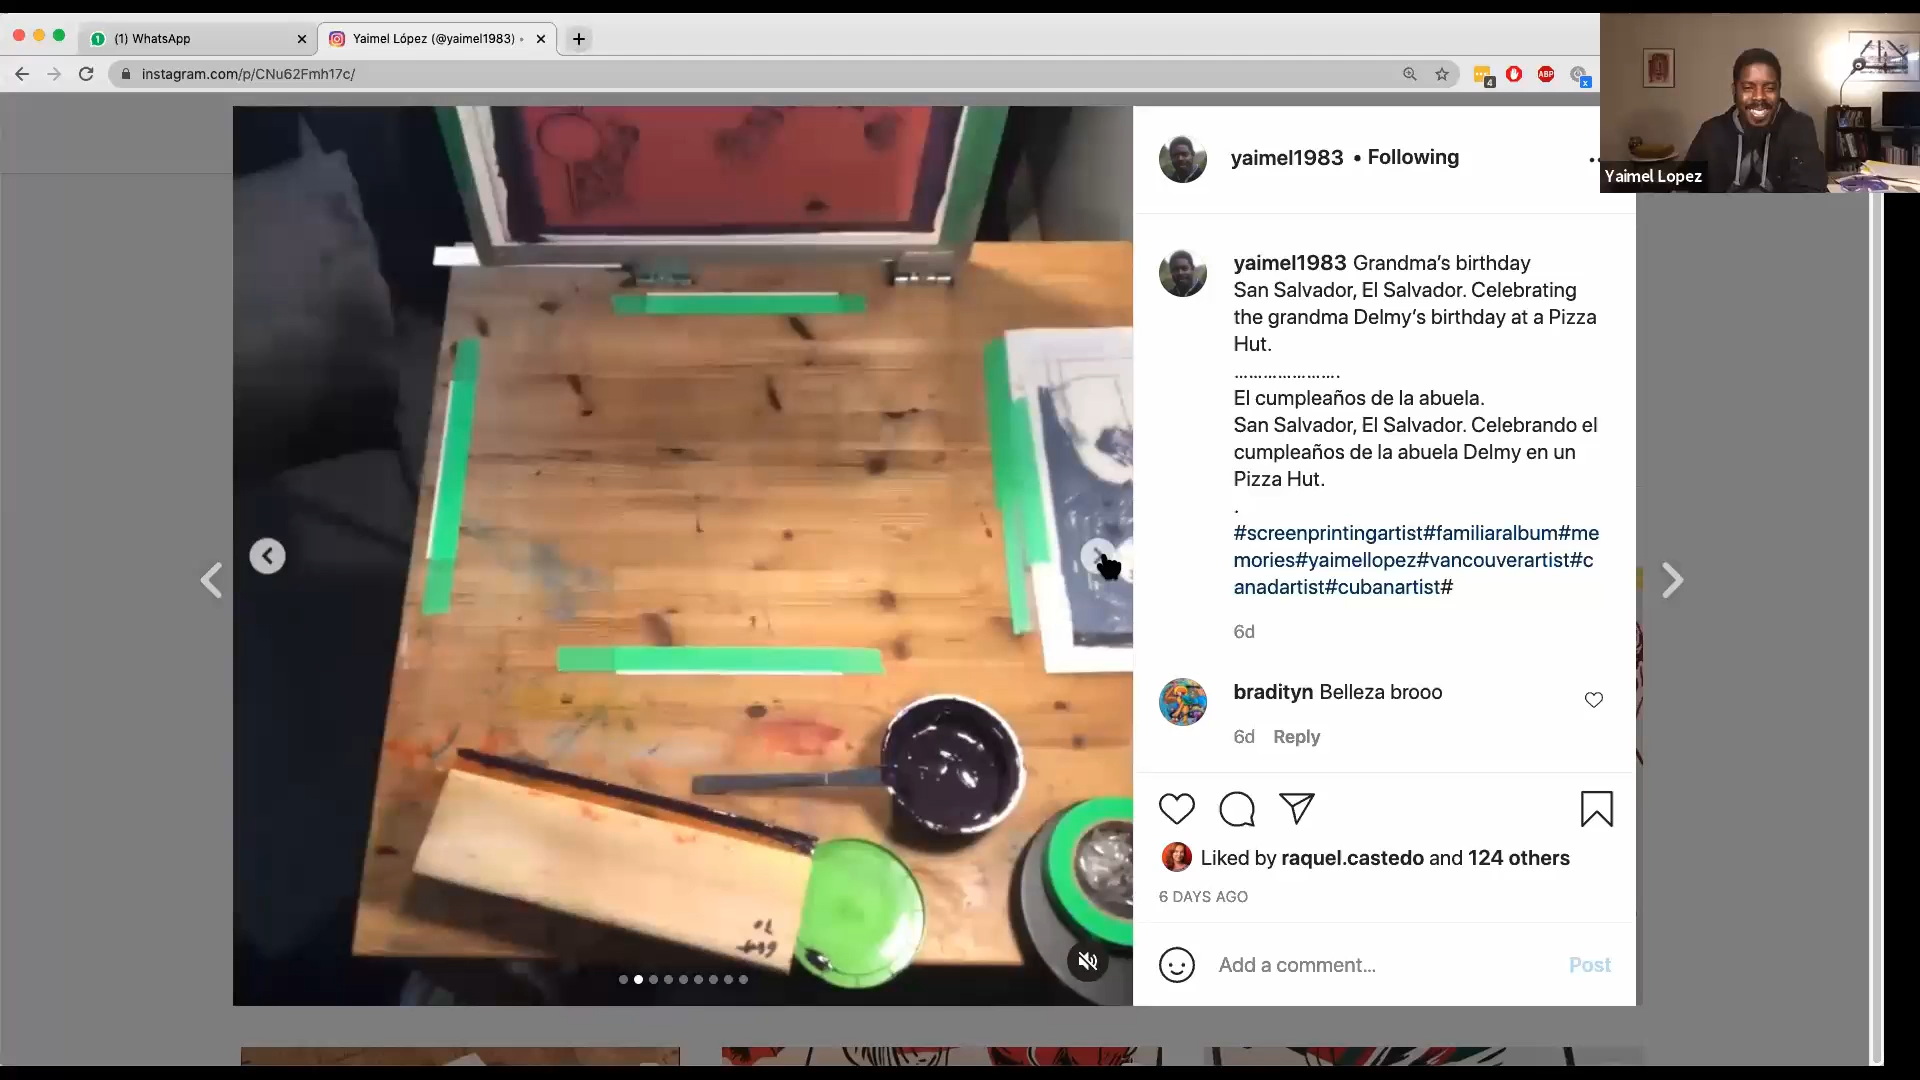 (1) WhatsApp
Yaimel López (@yaimel1983) •
instagram.com/p/CNu62Fmh17c/
4
ABP
x
Yaimel Lopez
yaimel1983 • Following
yaimel1983 Grandma's birthday
San Salvador, El Salvador. Celebrating
the grandma Delmy's birthday at a Pizza
Hut.
………………….
El cumpleaños de la abuela.
San Salvador, El Salvador. Celebrando el
cumpleaños de la abuela Delmy en un
Pizza Hut.
.
#screenprintingartist#familiaralbum#me
mories#yaimellopez#vancouverartist#c
anadartist#cubanartist#
6d
bradityn Belleza brooo
6d Reply
Liked by raquel.castedo and 124 others
6 DAYS AGO
Add a comment...
Post